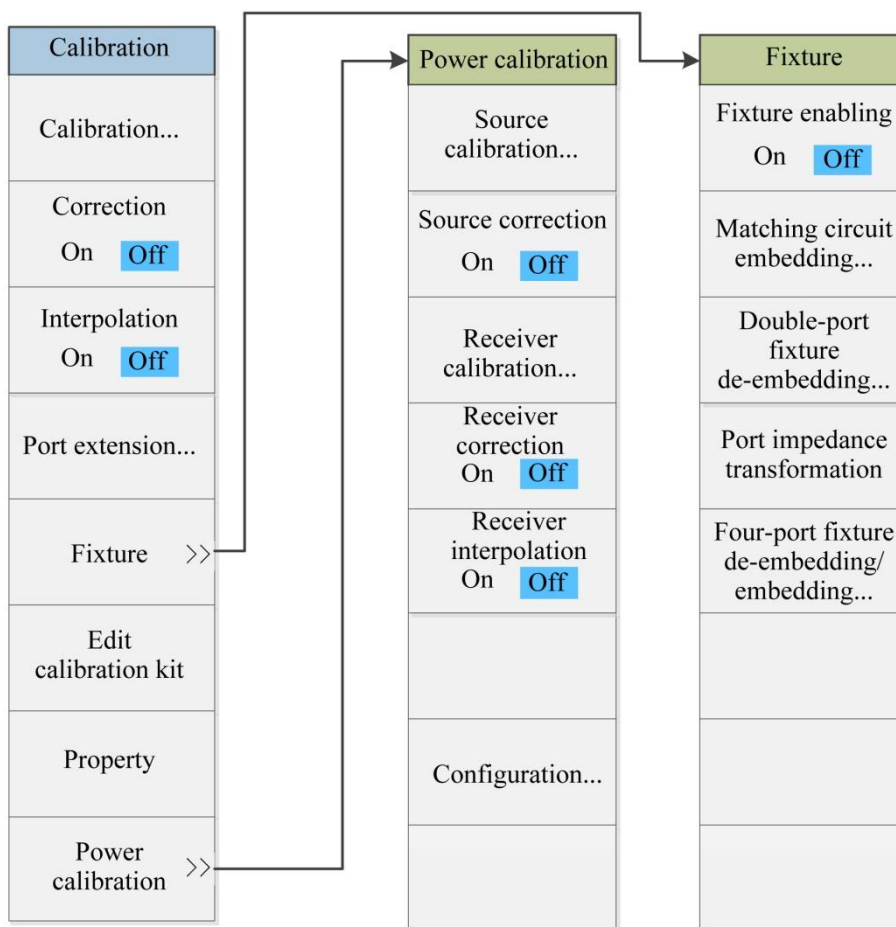 Calibration
Calibration...
Correction
On Off
Interpolation
On Off
Port extension...
Fixture >>
Edit
calibration kit
Property
Power
calibration >>
Power calibration
Source
calibration...
Source correction
On Off
Receiver
calibration...
Receiver
correction
On Off
Receiver
interpolation
On Off
Configuration...
Fixture
Fixture enabling
On Off
Matching circuit
embedding...
Double-port
fixture
de-embedding...
Port impedance
transformation
Four-port fixture
de-embedding/
embedding...